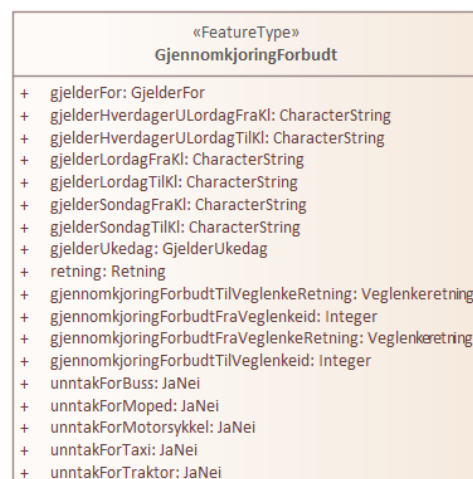 «FeatureType»
GjennomkjoringForbudt
+ gjelderFor: GjelderFor
+ gjelderHverdagerULordagFraKl: CharacterString
+ gjelderHverdagerULordagTilKl: CharacterString
+ gjelderLordagFraKl: CharacterString
+ gjelderLordagTilKl: CharacterString
+ gjelderSondagFraKl: CharacterString
+ gjelderSondagTilKl: CharacterString
+ gjelderUkedag: GjelderUkedag
+ retning: Retning
+ gjennomkjoringForbudtTilVeglenkeRetning: Veglenkeretning
+ gjennomkjoringForbudtFraVeglenkeid: Integer
+ gjennomkjoringForbudtFraVeglenkeRetning: Veglenkeretning
+ gjennomkjoringForbudtTilVeglenkeid: Integer
+ unntakForBuss: JaNei
+ unntakForMoped: JaNei
+ unntakForMotorsykkel: JaNei
+ unntakForTaxi: JaNei
+ unntakForTraktor: JaNei